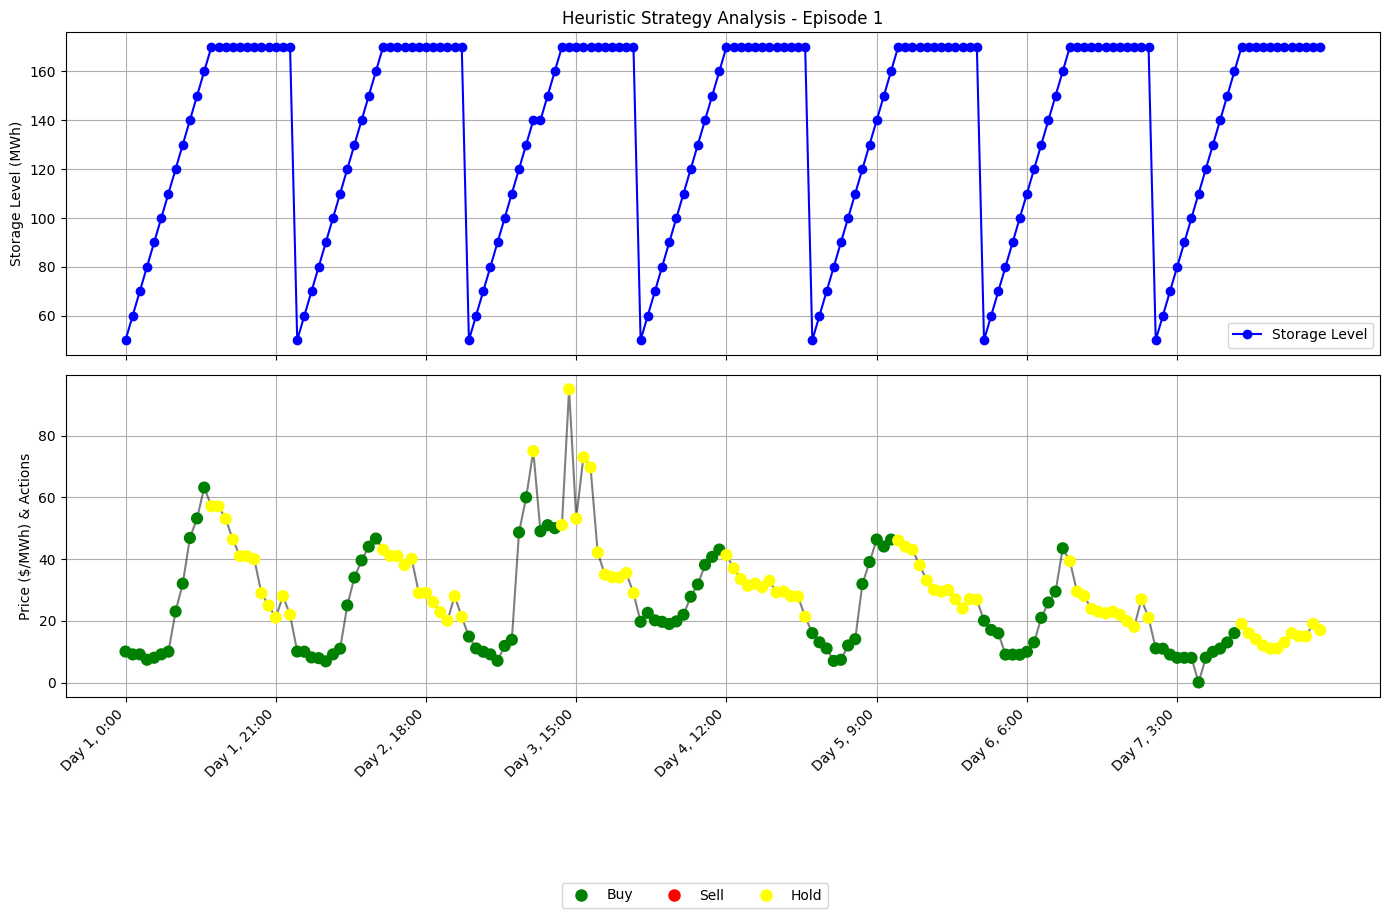 Heuristic Strategy Analysis - Episode 1
Storage Level (MWh)
160
140
120
100
80
60
Storage Level
Price ($/MWh) & Actions
80
60
40
20
0
Day 1, 0:00
Day 1, 21:00
Day 2, 18:00
Day 3, 15:00
Day 4, 12:00
Day 5, 9:00
Day 6, 6:00
Day 7, 3:00
Buy Sell Hold